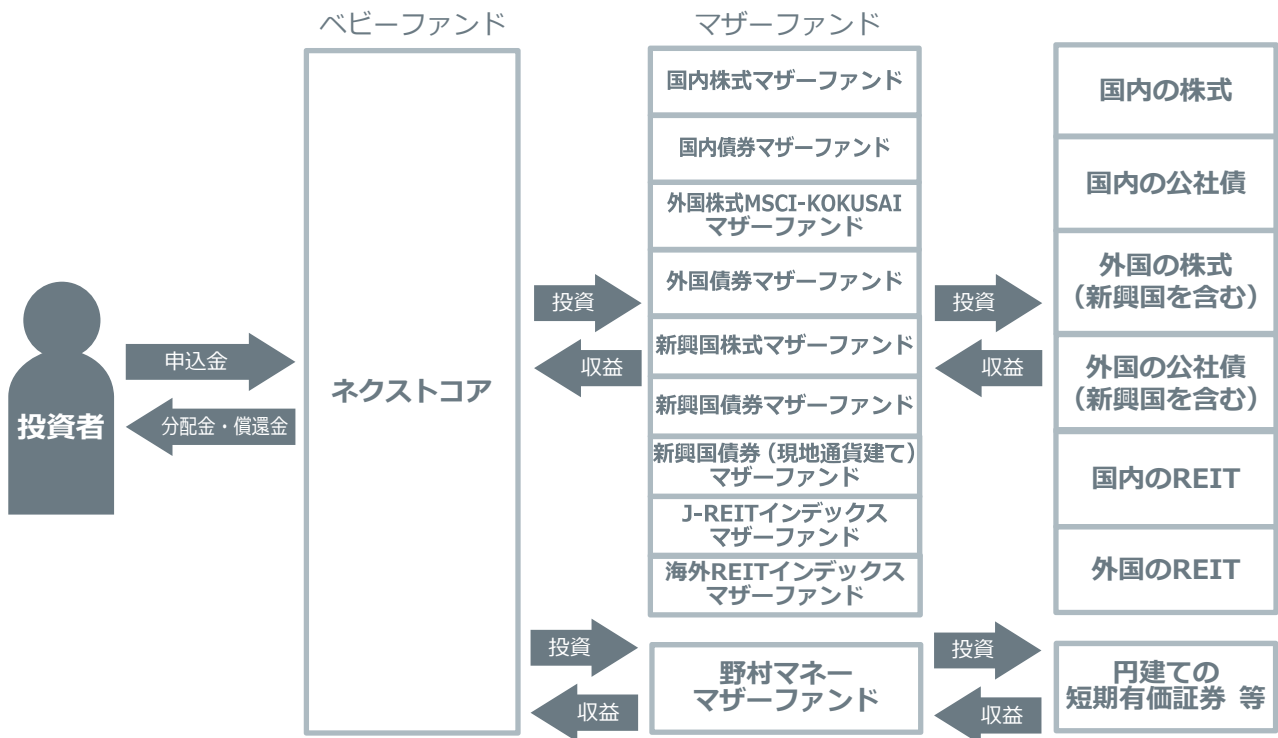 ベビーファンド
マザーファンド
投資者
申込金
分配金・償還金
ネクストコア
投資
収益
国内株式マザーファンド
国内債券マザーファンド
外国株式MSCI-KOKUSAI
マザーファンド
外国債券マザーファンド
新興国株式マザーファンド
新興国債券マザーファンド
新興国債券（現地通貨建て）
マザーファンド
J-REITインデックス
マザーファンド
海外REITインデックス
マザーファンド
投資
収益
国内の株式
国内の公社債
外国の株式
（新興国を含む）
外国の公社債
（新興国を含む）
国内のREIT
外国のREIT
投資
収益
野村マネー
マザーファンド
投資
収益
円建ての
短期有価証券 等